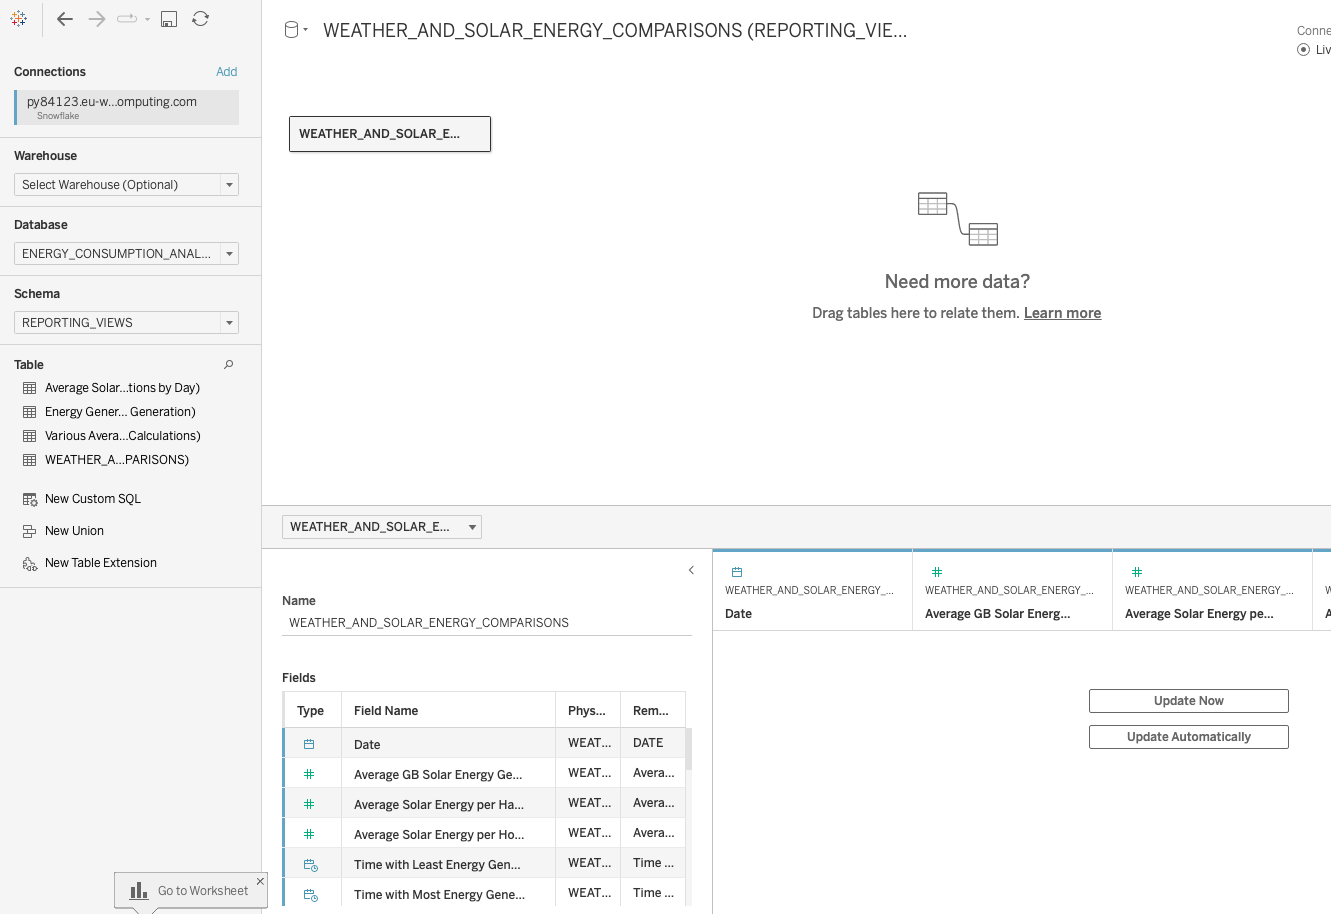 WEATHER_AND_SOLAR_ENERGY_COMPARISONS (REPORTING_VIE...
Conne
Liv
Connections
Add
py84123.eu-w...omputing.com
Snowflake
Warehouse
Select Warehouse (Optional)
Database
ENERGY_CONSUMPTION_ANAL...
Schema
REPORTING_VIEWS
Table
Average Solar...tions by Day)
Energy Gener... Generation)
Various Avera...Calculations)
WEATHER_A...PARISONS)
New Custom SQL
New Union
New Table Extension
WEATHER_AND_SOLAR_E...
Need more data?
Drag tables here to relate them. Learn more
WEATHER_AND_SOLAR_E...
Name
WEATHER_AND_SOLAR_ENERGY_COMPARISONS
Fields
Type Field Name Phys... Rem...
Date WEAT... DATE
Average GB Solar Energy Ge... WEAT... Avera...
Average Solar Energy per Ha... WEAT... Avera...
Average Solar Energy per Ho... WEAT... Avera...
Time with Least Energy Gen... WEAT... Time ...
Time with Most Energy Gene... WEAT... Time ...
WEATHER_AND_SOLAR_ENERGY_... WEATHER_AND_SOLAR_ENERGY_... WEATHER_AND_SOLAR_ENERGY_... W
Date Average GB Solar Energ... Average Solar Energy pe... A
Update Now
Update Automatically
Go to Worksheet